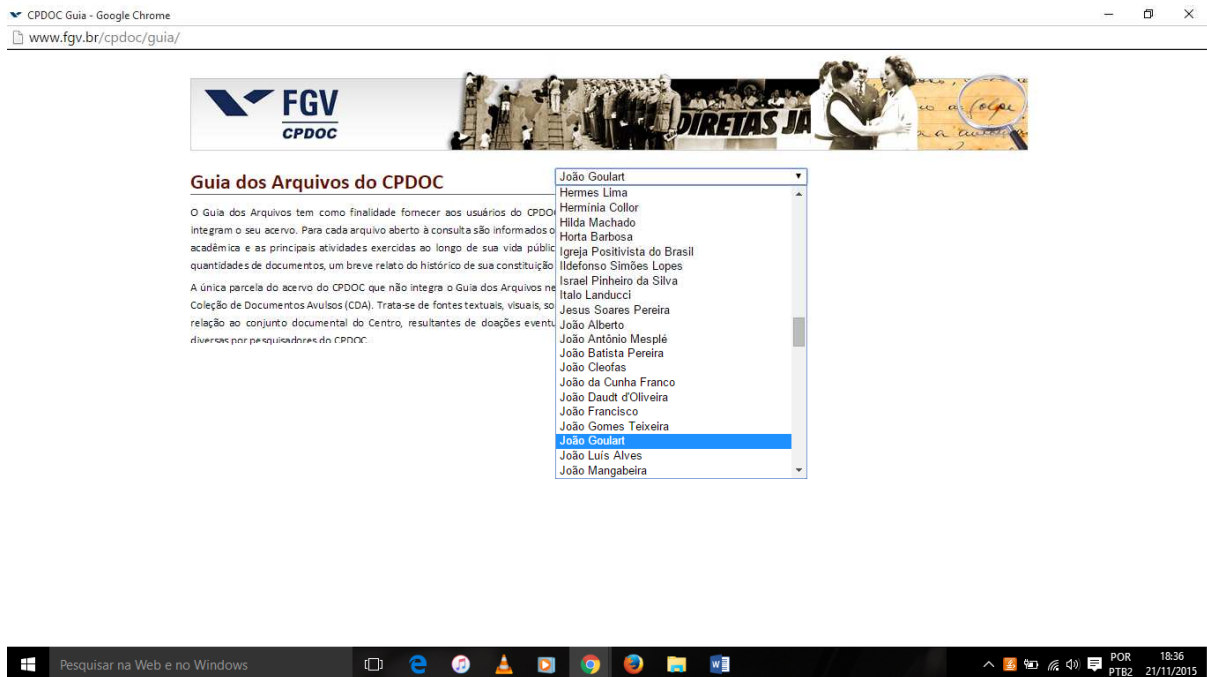 CPDOC Guia - Google Chrome
www.fgv.br/cpdoc/guia/
FGV
CPDOC
DIRETAS JÁ
Colpe
Guia dos Arquivos do CPDOC
João Goulart
O Guia dos Arquivos tem como finalidade fornecer aos usuários do CPDO
integram o seu acervo. Para cada arquivo aberto à consulta são informados o
acadêmica e as principais atividades exercidas ao longo de sua vida públic
quantidades de documentos, um breve relato do histórico de sua constituição
A única parcela do acervo do CPDOC que não integra o Guia dos Arquivos ne
Coleção de Documentos Avulsos (CDA). Trata-se de fontes textuais, visuais, so
relação ao conjunto documental do Centro, resultantes de doações eventu
diversas por pesquisadores do CPDOC.
Hermes Lima
Hermínia Collor
Hilda Machado
Horta Barbosa
Igreja Positivista do Brasil
Ildefonso Simões Lopes
Israel Pinheiro da Silva
Italo Landucci
Jesus Soares Pereira
João Alberto
João Antônio Mesplé
João Batista Pereira
João Cleofas
João da Cunha Franco
João Daudt d'Oliveira
João Francisco
João Gomes Teixeira
João Goulart
João Luís Alves
João Mangabeira
Pesquisar na Web e no Windows
POR
PTB2
18:36
21/11/2015